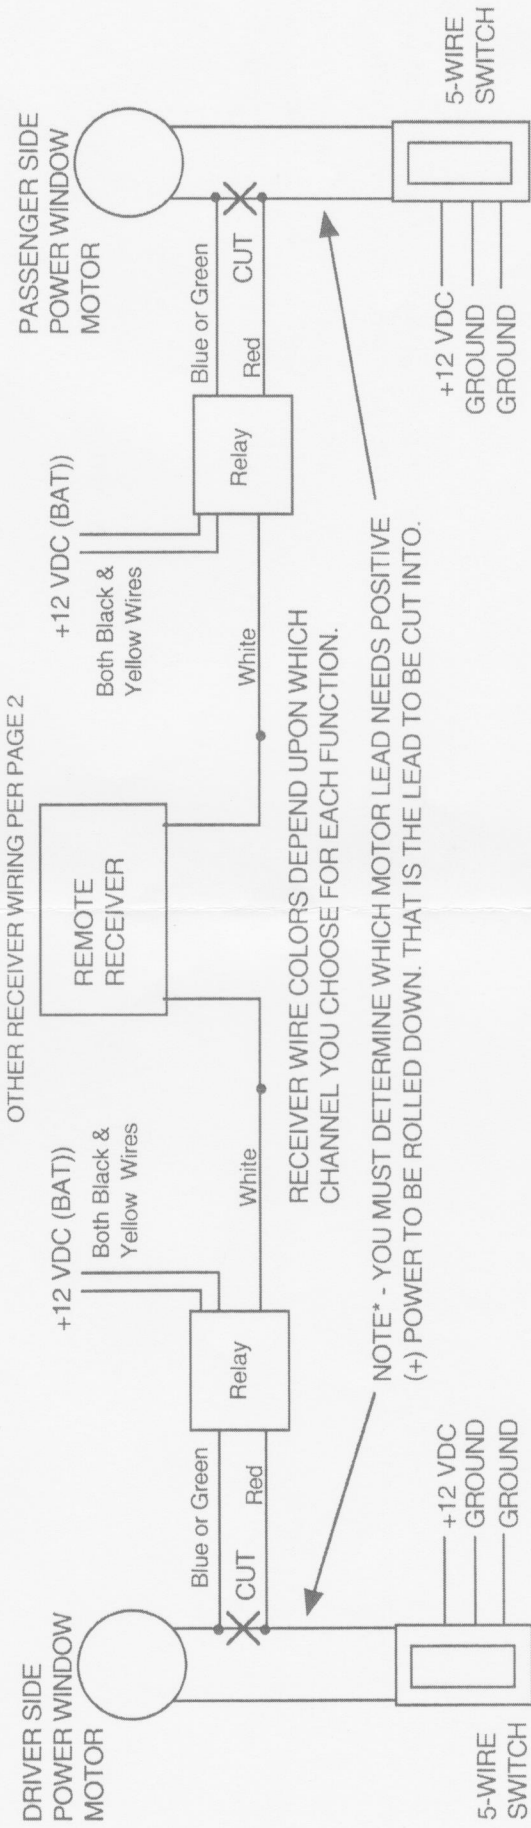 OTHER RECEIVER WIRING PER PAGE 2
DRIVER SIDE
POWER WINDOW
MOTOR
+12 VDC (BAT))
Both Black &
Yellow Wires
REMOTE
RECEIVER
+12 VDC (BAT))
Both Black &
Yellow Wires
PASSENGER SIDE
POWER WINDOW
MOTOR
Blue or Green
CUT
Red
Relay
White
White
Relay
Blue or Green
CUT
Red
RECEIVER WIRE COLORS DEPEND UPON WHICH
CHANNEL YOU CHOOSE FOR EACH FUNCTION.
NOTE* - YOU MUST DETERMINE WHICH MOTOR LEAD NEEDS POSITIVE
(+) POWER TO BE ROLLED DOWN. THAT IS THE LEAD TO BE CUT INTO.
5-WIRE
SWITCH
+12 VDC
GROUND
GROUND
+12 VDC
GROUND
GROUND
5-WIRE
SWITCH